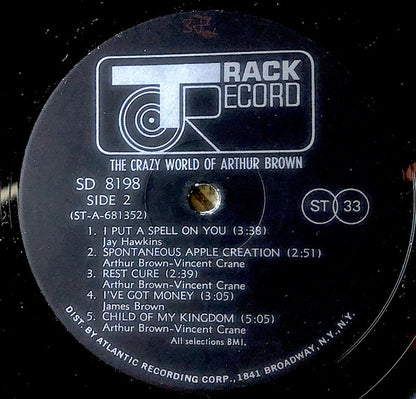 TRACK
RECORD
THE CRAZY WORLD OF ARTHUR BROWN
SD 8198
SIDE 2
(ST-A-681352)
ST 33
1. I PUT A SPELL ON YOU (3:38)
Jay Hawkins
2. SPONTANEOUS APPLE CREATION (2:51)
Arthur Brown-Vincent Crane
3. REST CURE (2:39)
Arthur Brown-Vincent Crane
4. I'VE GOT MONEY (3:05)
James Brown
5. CHILD OF MY KINGDOM (5:05)
Arthur Brown-Vincent Crane
All selections BMI.
DIST. BY ATLANTIC RECORDING CORP., 1841 BROADWAY, N.Y., N.Y.